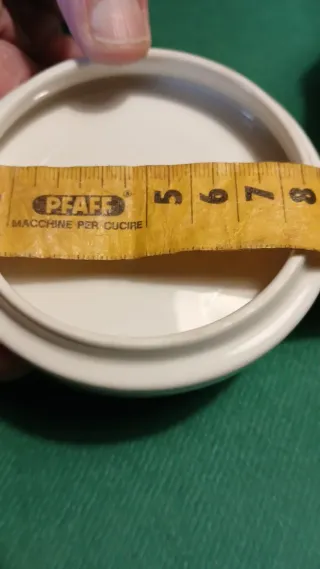 PFAFF ®
MACCHINE PER CUCIRE
5 6 7 8